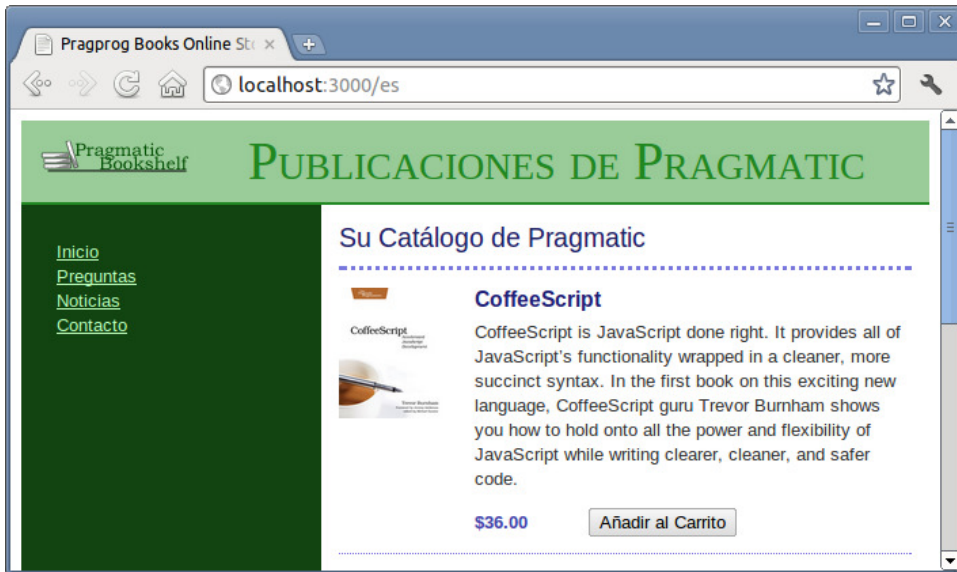 Pragprog Books Online Sto
localhost:3000/es
Pragmatic
Bookshelf
PUBLICACIONES DE PRAGMATIC
Inicio
Preguntas
Noticias
Contacto
Su Catálogo de Pragmatic
CoffeeScript
CoffeeScript
CoffeeScript is JavaScript done right. It provides all of
JavaScript’s functionality wrapped in a cleaner, more
succinct syntax. In the first book on this exciting new
language, CoffeeScript guru Trevor Burnham shows
you how to hold onto all the power and flexibility of
JavaScript while writing clearer, cleaner, and safer
code.
Trevor Burnham
$36.00
Añadir al Carrito